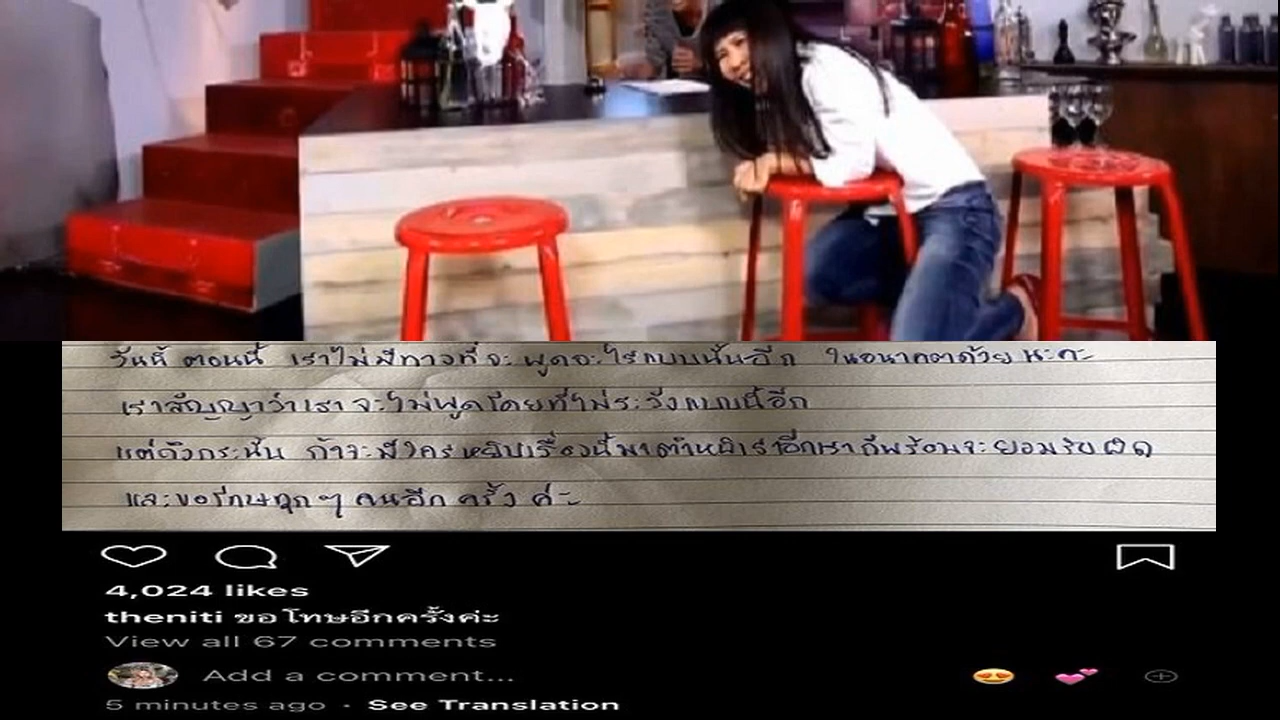 วันนี้ ตอนนี้ เราไม่มีทางที่จะพูดอะไรแบบนั้นอีก ในอนาคตด้วยนะคะ
เราสัญญาว่าเราจะไม่พูดโดยที่ไม่ระวังแบบนี้อีก
แต่ถึงกระนั้น ถ้าจะมีใครหยิบเรื่องนี้มาตำหนิเราอีกเราก็พร้อมจะยอมรับผิด
และขอโทษทุกๆ คนอีกครั้ง ค่ะ
4,024 likes
theniti ขอโทษอีกครั้งค่ะ
View all 67 comments
Add a comment...
5 minutes ago · See Translation